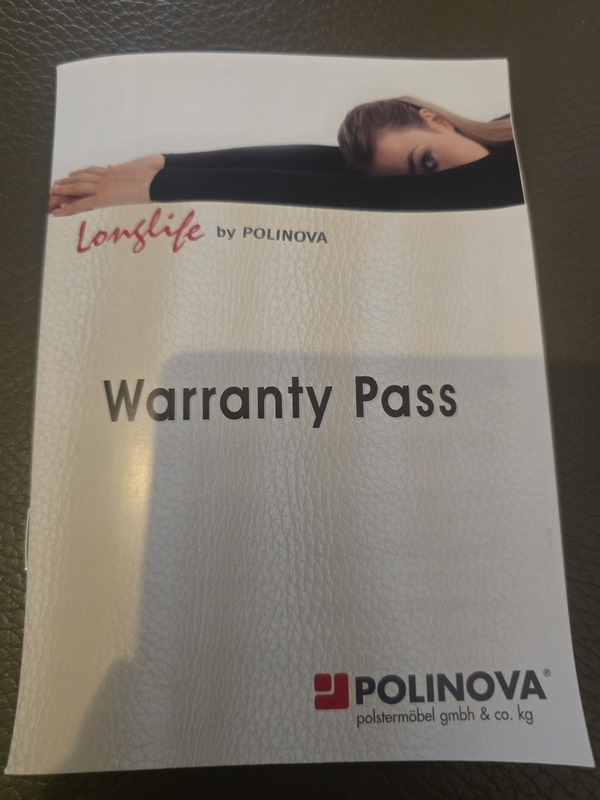 Longlife by POLINOVA
Warranty Pass
POLINOVA®
polstermöbel gmbh & co. kg